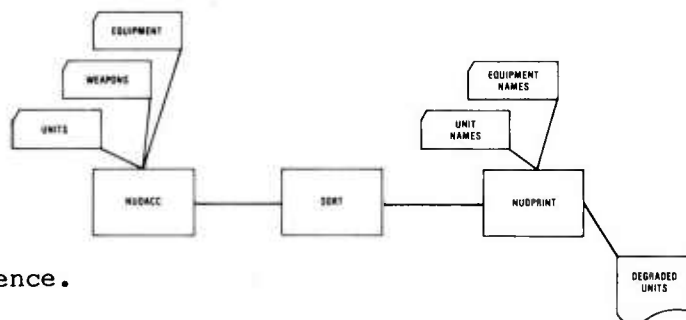 EQUIPMENT
WEAPONS
UNITS
EQUIPMENT
NAMES
UNIT
NAMES
NUDACC
SORT
NUDPRINT
DEGRADED
UNITS
ence.